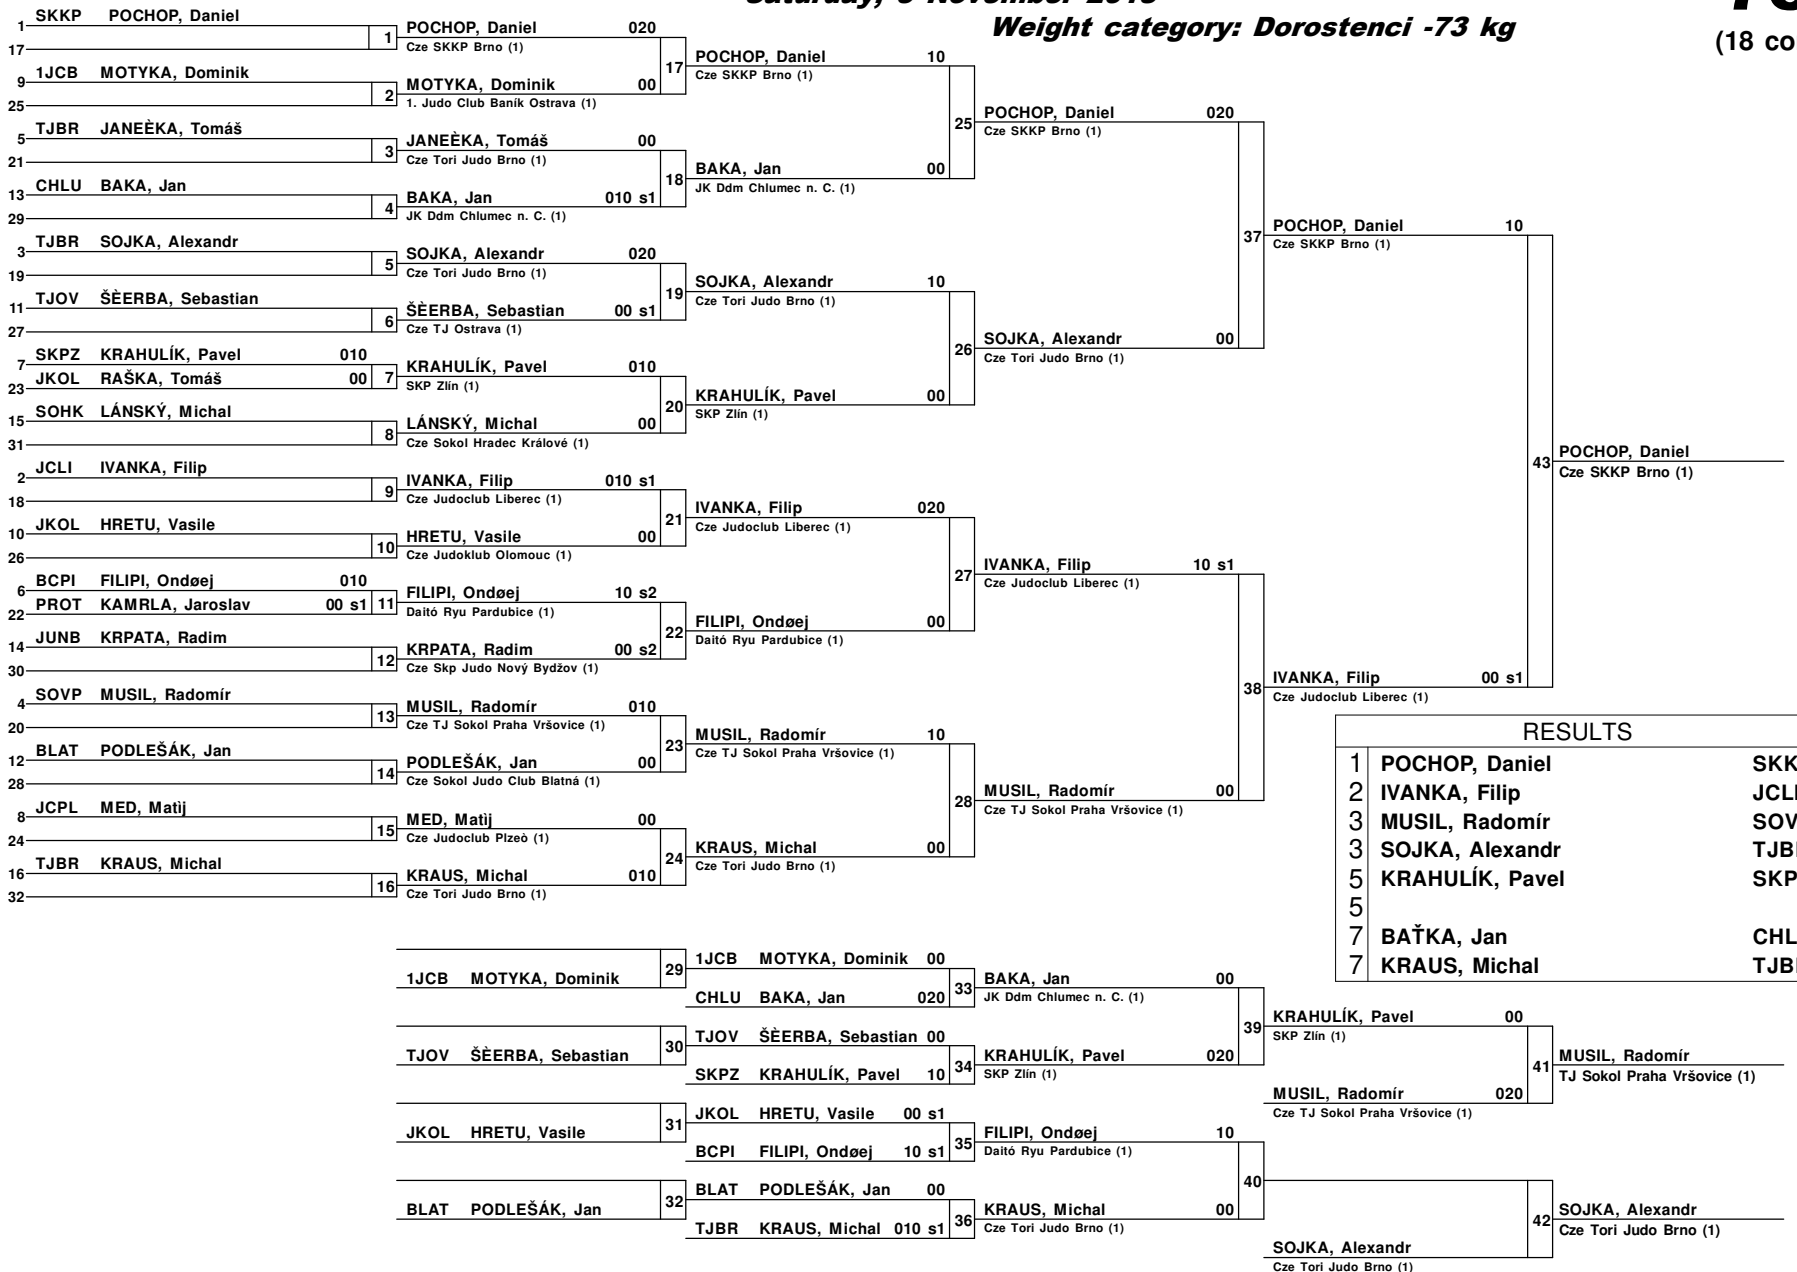 Weight category: Dorostenci -73 kg
(18 co
1 SKKP POCHOP, Daniel
17
1
9 1JCB MOTYKA, Dominik
25
2
5 TJBR JANEÈKA, Tomáš
21
3
13 CHLU BAKA, Jan
29
4
3 TJBR SOJKA, Alexandr
19
5
11 TJOV ŠÈERBA, Sebastian
27
6
7 SKPZ KRAHULÍK, Pavel 010
23 JKOL RAŠKA, Tomáš 00
7
15 SOHK LÁNSKÝ, Michal
31
8
2 JCLI IVANKA, Filip
18
9
10 JKOL HRETU, Vasile
26
10
6 BCPI FILIPI, Ondøej 010
22 PROT KAMRLA, Jaroslav 00 s1
11
14 JUNB KRPATA, Radim
30
12
4 SOVP MUSIL, Radomír
20
13
12 BLAT PODLEŠÁK, Jan
28
14
8 JCPL MED, Matìj
24
15
16 TJBR KRAUS, Michal
32
16
POCHOP, Daniel 020
Cze SKKP Brno (1)
17
MOTYKA, Dominik 00
1. Judo Club Baník Ostrava (1)
JANEÈKA, Tomáš 00
Cze Tori Judo Brno (1)
18
BAKA, Jan 010 s1
JK Ddm Chlumec n. C. (1)
SOJKA, Alexandr 020
Cze Tori Judo Brno (1)
19
ŠÈERBA, Sebastian 00 s1
Cze TJ Ostrava (1)
KRAHULÍK, Pavel 010
SKP Zlín (1)
20
LÁNSKÝ, Michal 00
Cze Sokol Hradec Králové (1)
IVANKA, Filip 010 s1
Cze Judoclub Liberec (1)
21
HRETU, Vasile 00
Cze Judoklub Olomouc (1)
FILIPI, Ondøej 10 s2
Daitó Ryu Pardubice (1)
22
KRPATA, Radim 00 s2
Cze Skp Judo Nový Bydžov (1)
MUSIL, Radomír 010
Cze TJ Sokol Praha Vršovice (1)
23
PODLEŠÁK, Jan 00
Cze Sokol Judo Club Blatná (1)
MED, Matìj 00
Cze Judoclub Plzeò (1)
24
KRAUS, Michal 010
Cze Tori Judo Brno (1)
POCHOP, Daniel 10
Cze SKKP Brno (1)
25
BAKA, Jan 00
JK Ddm Chlumec n. C. (1)
SOJKA, Alexandr 10
Cze Tori Judo Brno (1)
26
KRAHULÍK, Pavel 00
SKP Zlín (1)
IVANKA, Filip 020
Cze Judoclub Liberec (1)
27
FILIPI, Ondøej 00
Daitó Ryu Pardubice (1)
MUSIL, Radomír 10
Cze TJ Sokol Praha Vršovice (1)
28
KRAUS, Michal 00
Cze Tori Judo Brno (1)
POCHOP, Daniel 020
Cze SKKP Brno (1)
37
SOJKA, Alexandr 00
Cze Tori Judo Brno (1)
IVANKA, Filip 10 s1
Cze Judoclub Liberec (1)
38
MUSIL, Radomír 00
Cze TJ Sokol Praha Vršovice (1)
POCHOP, Daniel 10
Cze SKKP Brno (1)
43
IVANKA, Filip 00 s1
Cze Judoclub Liberec (1)
POCHOP, Daniel
Cze SKKP Brno (1)
RESULTS
1 POCHOP, Daniel SKK
2 IVANKA, Filip JCLI
3 MUSIL, Radomír SOV
3 SOJKA, Alexandr TJB
5 KRAHULÍK, Pavel SKP
5
7 BAŤKA, Jan CHL
7 KRAUS, Michal TJB
1JCB MOTYKA, Dominik
29
TJOV ŠÈERBA, Sebastian
30
JKOL HRETU, Vasile
31
BLAT PODLEŠÁK, Jan
32
1JCB MOTYKA, Dominik 00
CHLU BAKA, Jan 020
33
TJOV ŠÈERBA, Sebastian 00
SKPZ KRAHULÍK, Pavel 10
34
JKOL HRETU, Vasile 00 s1
BCPI FILIPI, Ondøej 10 s1
35
BLAT PODLEŠÁK, Jan 00
TJBR KRAUS, Michal 010 s1
36
BAKA, Jan 00
JK Ddm Chlumec n. C. (1)
39
KRAHULÍK, Pavel 020
SKP Zlín (1)
FILIPI, Ondøej 10
Daitó Ryu Pardubice (1)
40
KRAUS, Michal 00
Cze Tori Judo Brno (1)
KRAHULÍK, Pavel 00
SKP Zlín (1)
41
MUSIL, Radomír 020
Cze TJ Sokol Praha Vršovice (1)
42
SOJKA, Alexandr
Cze Tori Judo Brno (1)
MUSIL, Radomír
TJ Sokol Praha Vršovice (1)
SOJKA, Alexandr
Cze Tori Judo Brno (1)